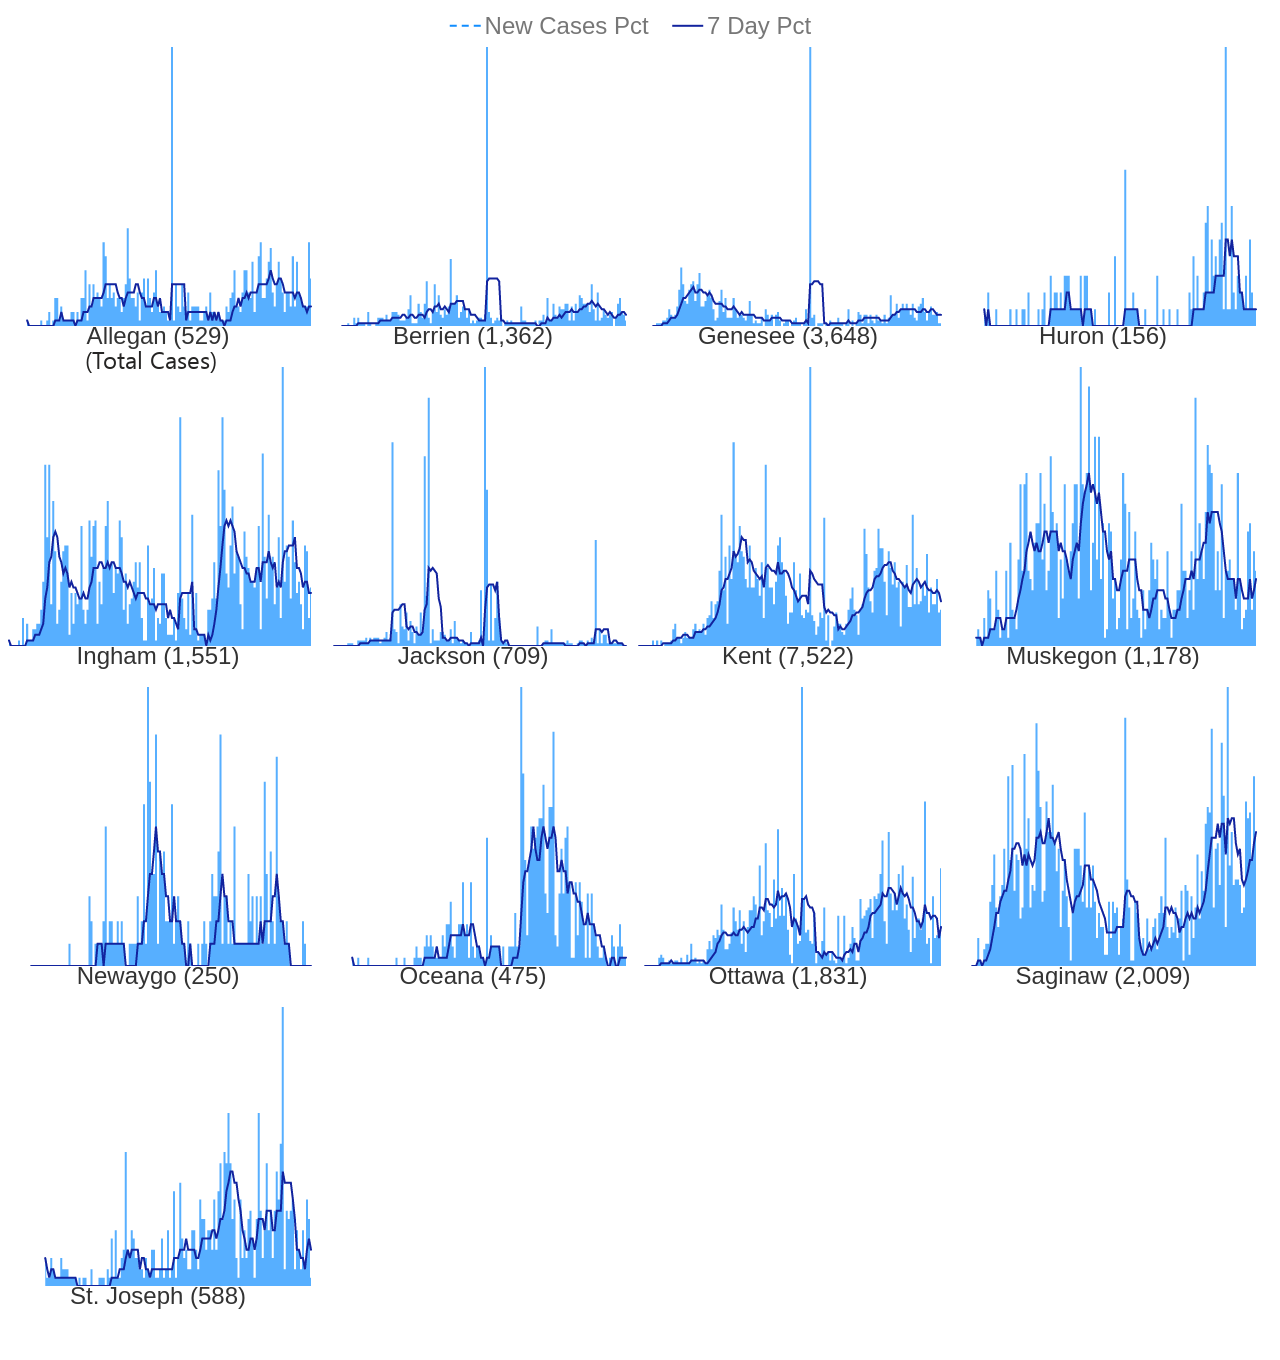 New Cases Pct 7 Day Pct
Allegan (529) Berrien (1,362) Genesee (3,648) Huron (156)
(Total Cases)
Ingham (1,551) Jackson (709) Kent (7,522) Muskegon (1,178)
Newaygo (250) Oceana (475) Ottawa (1,831) Saginaw (2,009)
St. Joseph (588)